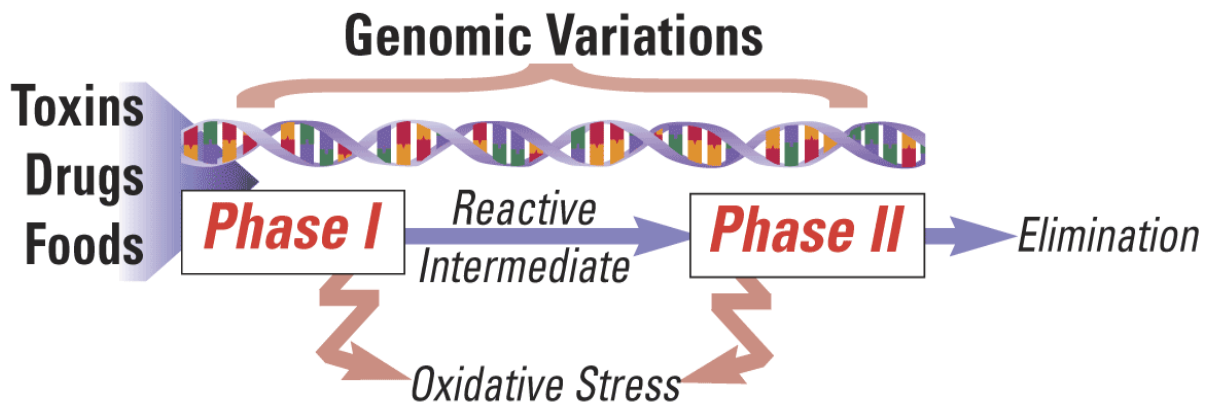 Genomic Variations
Toxins
Drugs
Foods
Phase I
Reactive
Intermediate
Phase II
Elimination
Oxidative Stress